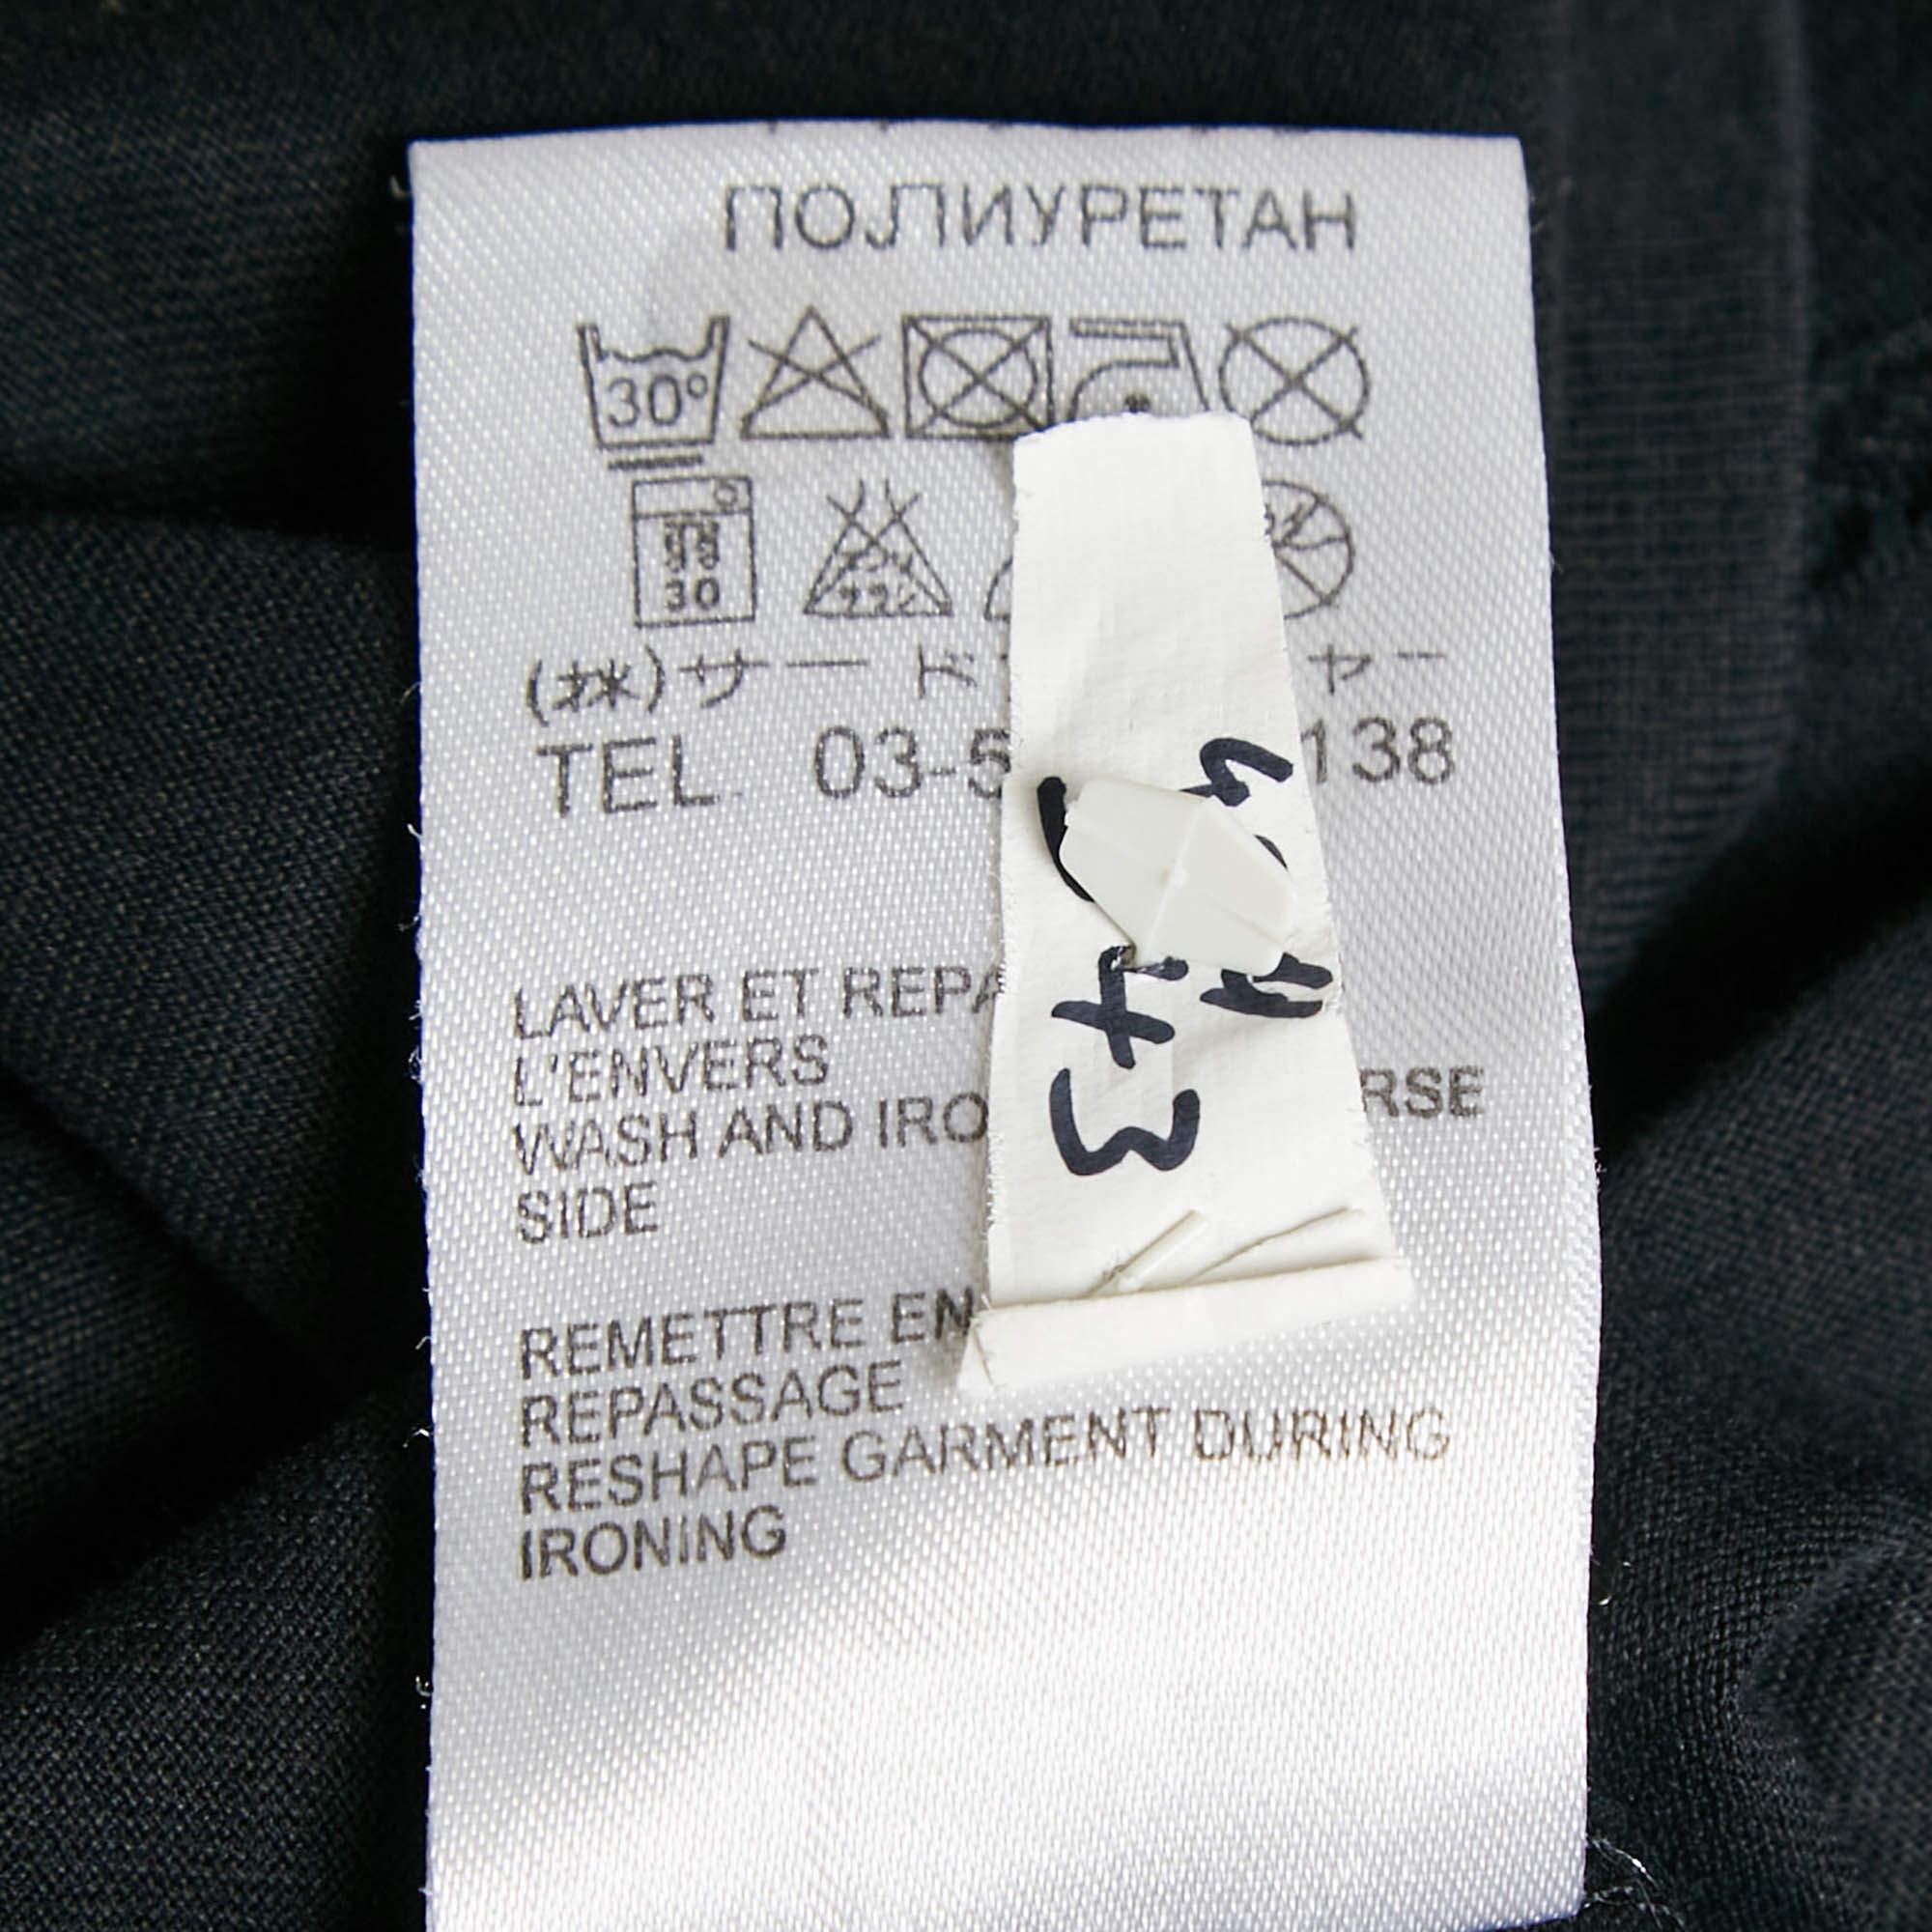 ПОЛИУРЕТАН
30°
30
(株)サード ャー
TEL. 03-5 138
LAVER ET REPA
L'ENVERS
WASH AND IRO RSE
SIDE
REMETTRE EN
REPASSAGE
RESHAPE GARMENT DURING
IRONING